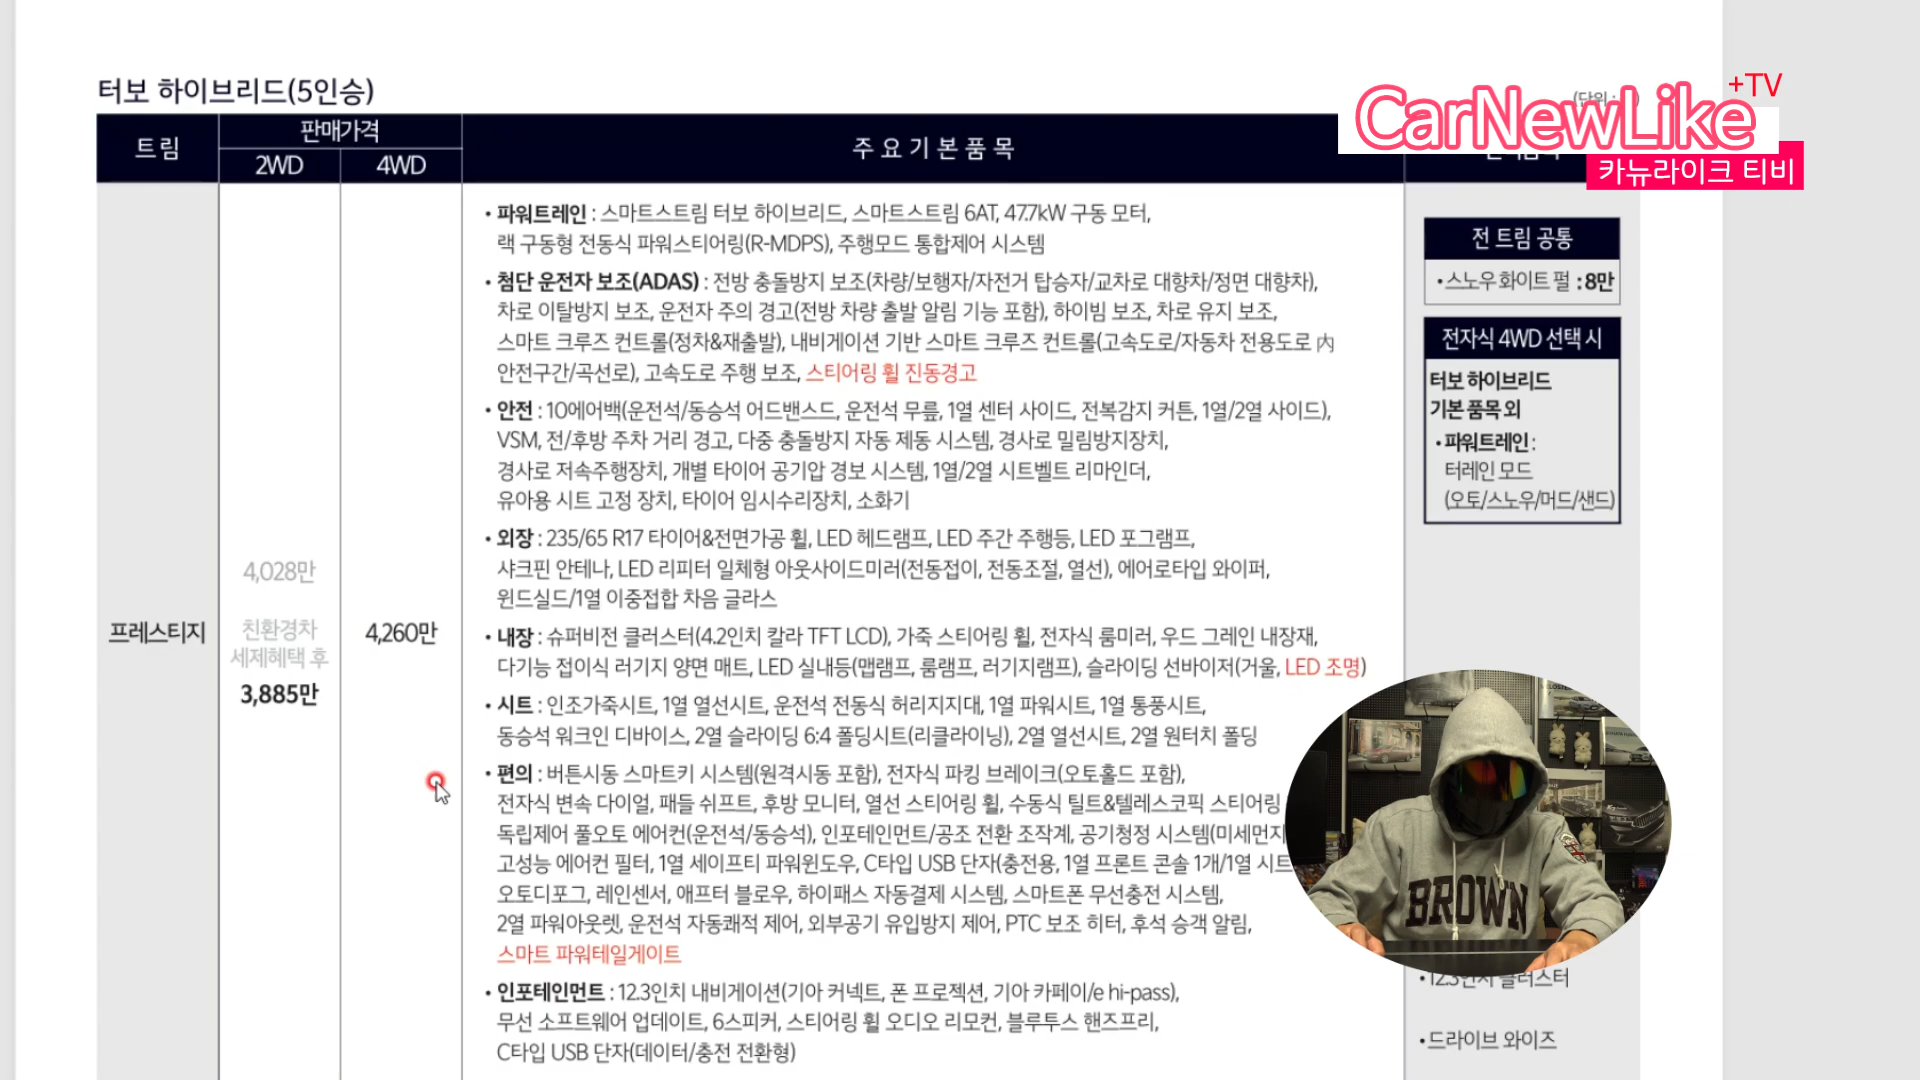 터보 하이브리드(5인승)
(단위 :
+TV
CarNewLike
카뉴라이크 티비
트림
판매가격
2WD
4WD
주요기본품목
• 파워트레인 : 스마트스트림 터보 하이브리드, 스마트스트림 6AT, 47.7kW 구동 모터,
랙 구동형 전동식 파워스티어링(R-MDPS), 주행모드 통합제어 시스템
• 첨단 운전자 보조(ADAS) : 전방 충돌방지 보조(차량/보행자/자전거 탑승자/교차로 대향차/정면 대향차),
차로 이탈방지 보조, 운전자 주의 경고(전방 차량 출발 알림 기능 포함), 하이빔 보조, 차로 유지 보조,
스마트 크루즈 컨트롤(정차&재출발), 내비게이션 기반 스마트 크루즈 컨트롤(고속도로/자동차 전용도로 內
안전구간/곡선로), 고속도로 주행 보조, 스티어링 휠 진동경고
• 안전 : 10에어백(운전석/동승석 어드밴스드, 운전석 무릎, 1열 센터 사이드, 전복감지 커튼, 1열/2열 사이드),
VSM, 전/후방 주차 거리 경고, 다중 충돌방지 자동 제동 시스템, 경사로 밀림방지장치,
경사로 저속주행장치, 개별 타이어 공기압 경보 시스템, 1열/2열 시트벨트 리마인더,
유아용 시트 고정 장치, 타이어 임시수리장치, 소화기
• 외장 : 235/65 R17 타이어&전면가공 휠, LED 헤드램프, LED 주간 주행등, LED 포그램프,
샤크핀 안테나, LED 리피터 일체형 아웃사이드미러(전동접이, 전동조절, 열선), 에어로타입 와이퍼,
윈드실드/1열 이중접합 차음 글라스
• 내장 : 슈퍼비전 클러스터(4.2인치 칼라 TFT LCD), 가죽 스티어링 휠, 전자식 룸미러, 우드 그레인 내장재,
다기능 접이식 러기지 양면 매트, LED 실내등(맵램프, 룸램프, 러기지램프), 슬라이딩 선바이저(거울, LED 조명)
• 시트 : 인조가죽시트, 1열 열선시트, 운전석 전동식 허리지지대, 1열 파워시트, 1열 통풍시트,
동승석 워크인 디바이스, 2열 슬라이딩 6:4 폴딩시트(리클라이닝), 2열 열선시트, 2열 원터치 폴딩
• 편의 : 버튼시동 스마트키 시스템(원격시동 포함), 전자식 파킹 브레이크(오토홀드 포함),
전자식 변속 다이얼, 패들 쉬프트, 후방 모니터, 열선 스티어링 휠, 수동식 틸트&텔레스코픽 스티어링
독립제어 풀오토 에어컨(운전석/동승석), 인포테인먼트/공조 전환 조작계, 공기청정 시스템(미세먼지
고성능 에어컨 필터, 1열 세이프티 파워윈도우, C타입 USB 단자(충전용, 1열 프론트 콘솔 1개/1열 시트
오토디포그, 레인센서, 애프터 블로우, 하이패스 자동결제 시스템, 스마트폰 무선충전 시스템,
2열 파워아웃렛, 운전석 자동쾌적 제어, 외부공기 유입방지 제어, PTC 보조 히터, 후석 승객 알림,
스마트 파워테일게이트
• 인포테인먼트 : 12.3인치 내비게이션(기아 커넥트, 폰 프로젝션, 기아 카페이/e hi-pass),
무선 소프트웨어 업데이트, 6스피커, 스티어링 휠 오디오 리모컨, 블루투스 핸즈프리,
C타입 USB 단자(데이터/충전 전환형)
프레스티지
4,028만
친환경차
세제혜택 후
3,885만
4,260만
전 트림 공통
• 스노우 화이트 펄 : 8만
전자식 4WD 선택 시
터보 하이브리드
기본 품목 외
• 파워트레인 :
터레인 모드
(오토/스노우/머드/샌드)
BROWN
• 12.3인치 클러스터
• 드라이브 와이즈